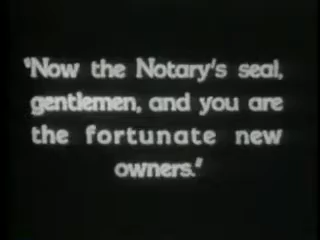 "Now the Notary's seal,
gentlemen, and you are
the fortunate new
owners."